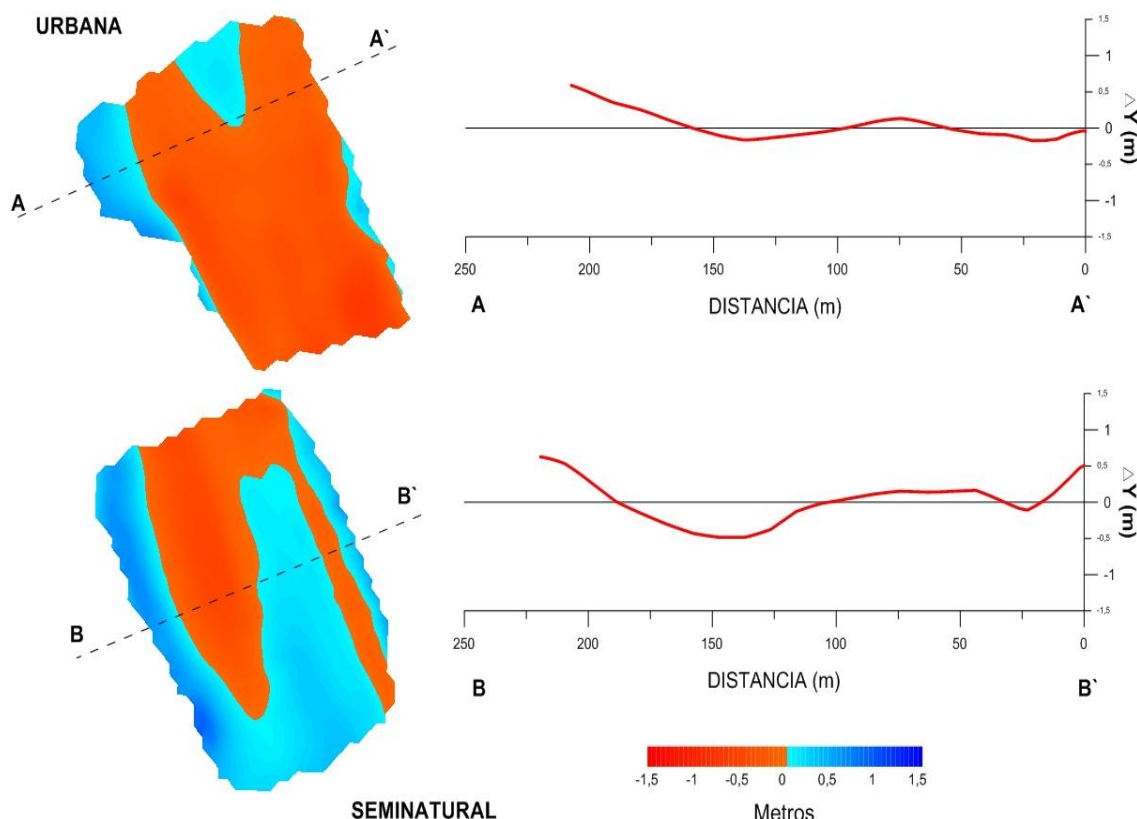 URBANA
A`
A
1,5
1
0,5
0
-0,5
-1
-1,5
△Y (m)
250 200 150 100 50 0
A DISTANCIA (m) A`
B`
B
SEMINATURAL
1,5
1
0,5
0
-0,5
-1
-1,5
△Y (m)
250 200 150 100 50 0
B DISTANCIA (m) B`
-1,5 -1 -0,5 0 0,5 1 1,5
Metros